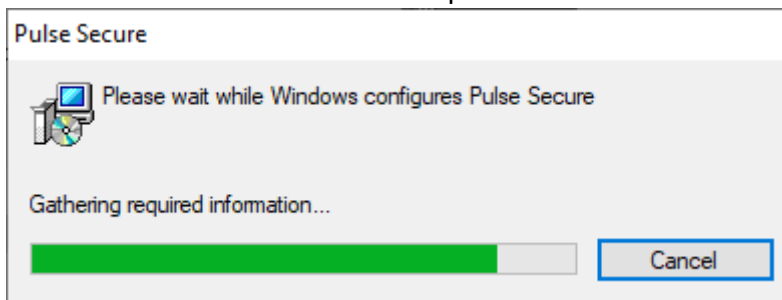 Pulse Secure
Please wait while Windows configures Pulse Secure
Gathering required information...
Cancel